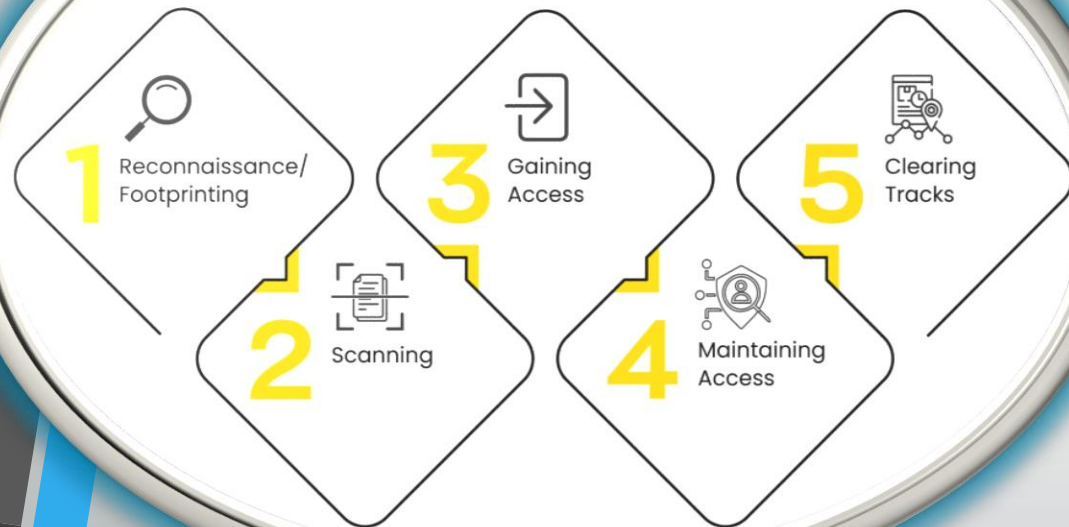 1
Reconnaissance/
Footprinting
2
Scanning
3
Gaining
Access
4
Maintaining
Access
5
Clearing
Tracks